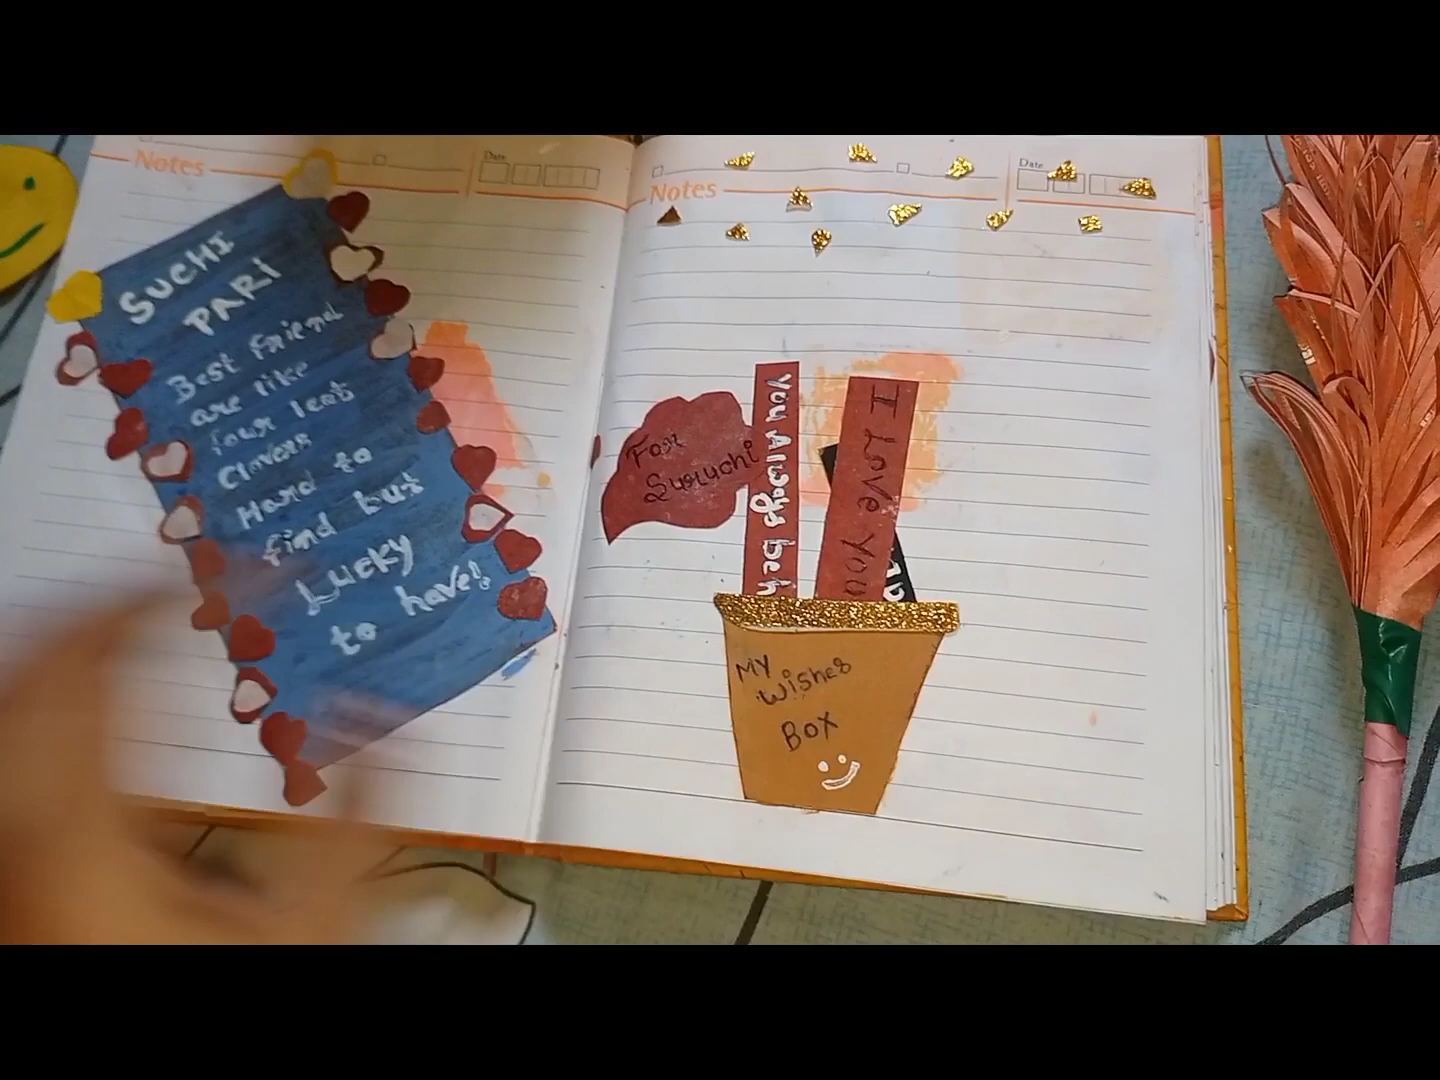 Notes
Date
SUCHI
PARI
Best friend
are like
four leat
Clovers
Hard to
find but
Lucky
to have!
Notes
Date
For
Suruchi
You Always be h
I Love You
MY
Wishes
BOX